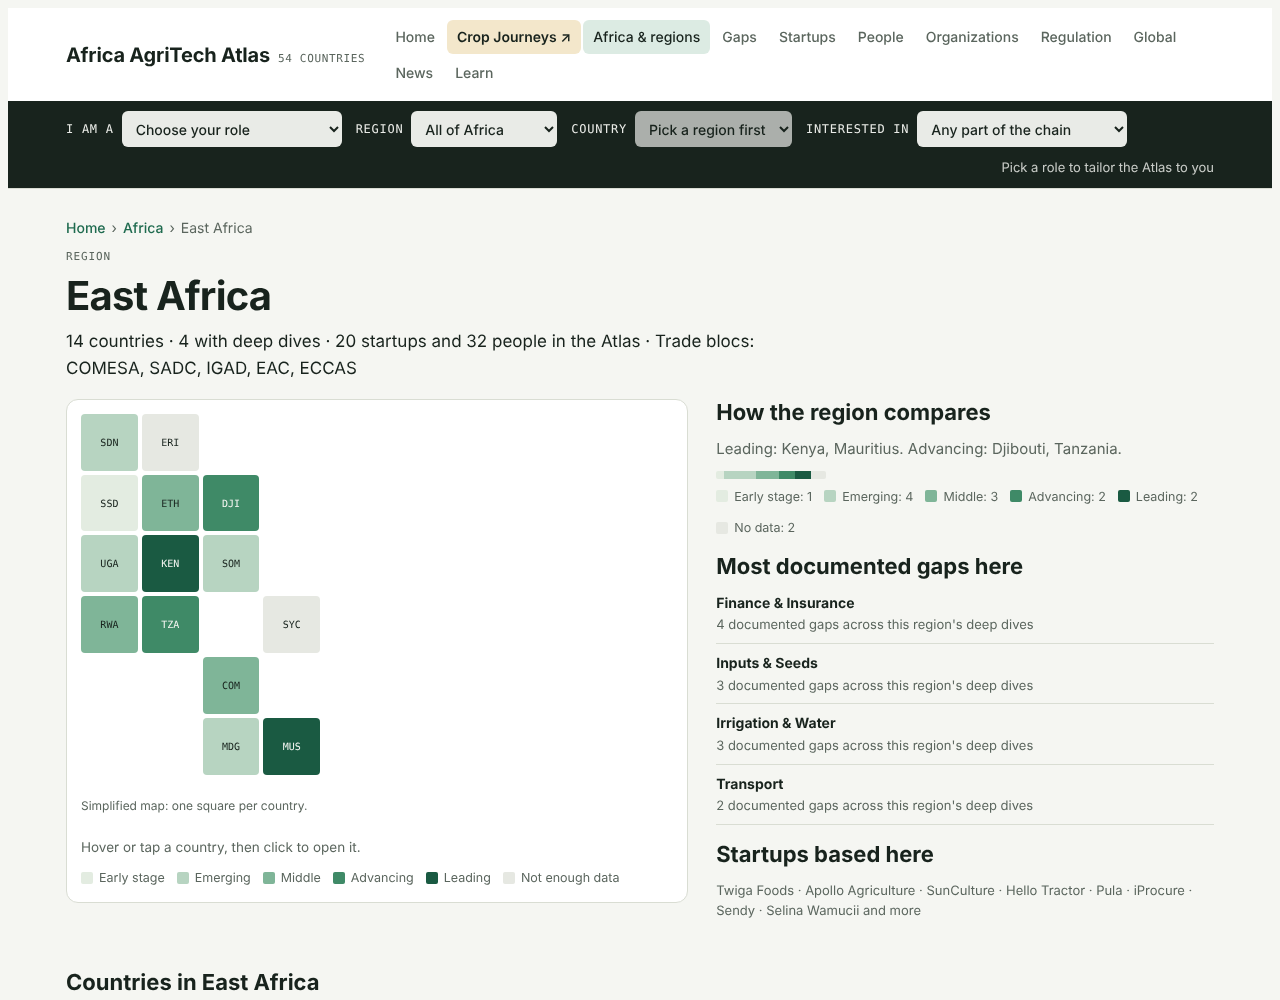 Africa AgriTech Atlas 54 COUNTRIES
Home Crop Journeys ↗ Africa & regions Gaps Startups People Organizations Regulation Global
News Learn
I AM A Choose your role REGION All of Africa COUNTRY Pick a region first INTERESTED IN Any part of the chain
Pick a role to tailor the Atlas to you
Home › Africa › East Africa
REGION
East Africa
14 countries · 4 with deep dives · 20 startups and 32 people in the Atlas · Trade blocs:
COMESA, SADC, IGAD, EAC, ECCAS
SDN ERI
SSD ETH DJI
UGA KEN SOM
RWA TZA SYC
COM
MDG MUS
Simplified map: one square per country.
Hover or tap a country, then click to open it.
Early stage Emerging Middle Advancing Leading Not enough data
How the region compares
Leading: Kenya, Mauritius. Advancing: Djibouti, Tanzania.
Early stage: 1 Emerging: 4 Middle: 3 Advancing: 2 Leading: 2
No data: 2
Most documented gaps here
Finance & Insurance
4 documented gaps across this region's deep dives
Inputs & Seeds
3 documented gaps across this region's deep dives
Irrigation & Water
3 documented gaps across this region's deep dives
Transport
2 documented gaps across this region's deep dives
Startups based here
Twiga Foods · Apollo Agriculture · SunCulture · Hello Tractor · Pula · iProcure ·
Sendy · Selina Wamucii and more
Countries in East Africa